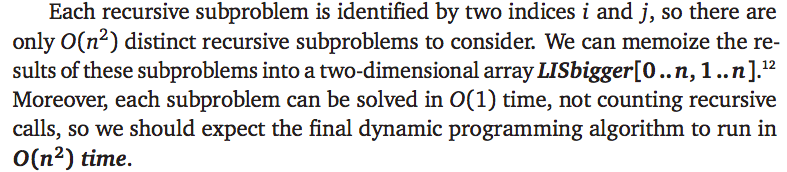 Each recursive subproblem is identified by two indices i and j, so there are
only O(n²) distinct recursive subproblems to consider. We can memoize the re-
sults of these subproblems into a two-dimensional array LISbigger[0..n, 1..n].¹²
Moreover, each subproblem can be solved in O(1) time, not counting recursive
calls, so we should expect the final dynamic programming algorithm to run in
O(n²) time.